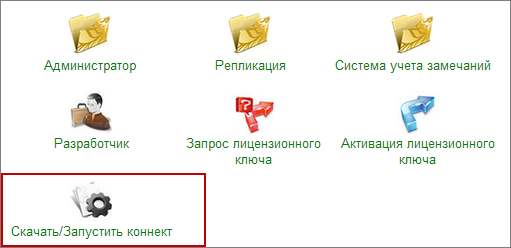 Администратор
Репликация
Система учета замечаний
Разработчик
Запрос лицензионного
ключа
Активация лицензионного
ключа
Скачать/Запустить коннект